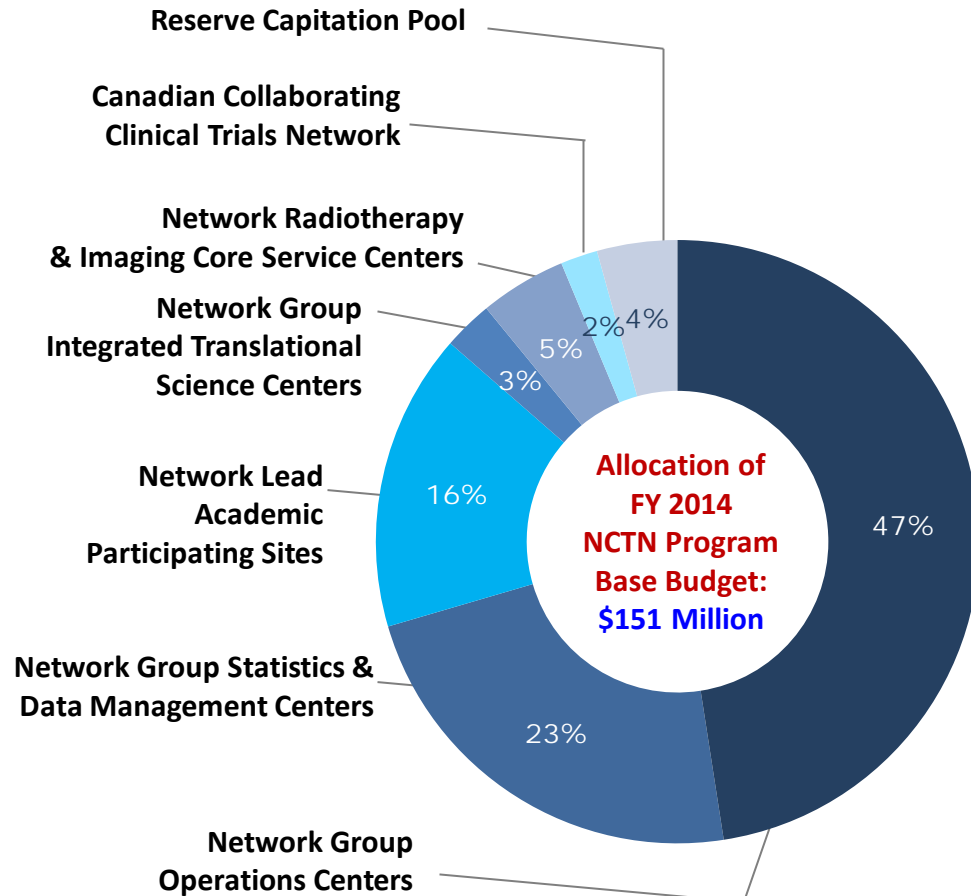 Reserve Capitation Pool
Canadian Collaborating
Clinical Trials Network
Network Radiotherapy
& Imaging Core Service Centers
Network Group
Integrated Translational
Science Centers
Network Lead
Academic
Participating Sites
Network Group Statistics &
Data Management Centers
Network Group
Operations Centers
2%
4%
5%
3%
16%
47%
23%
Allocation of
FY 2014
NCTN Program
Base Budget:
$151 Million